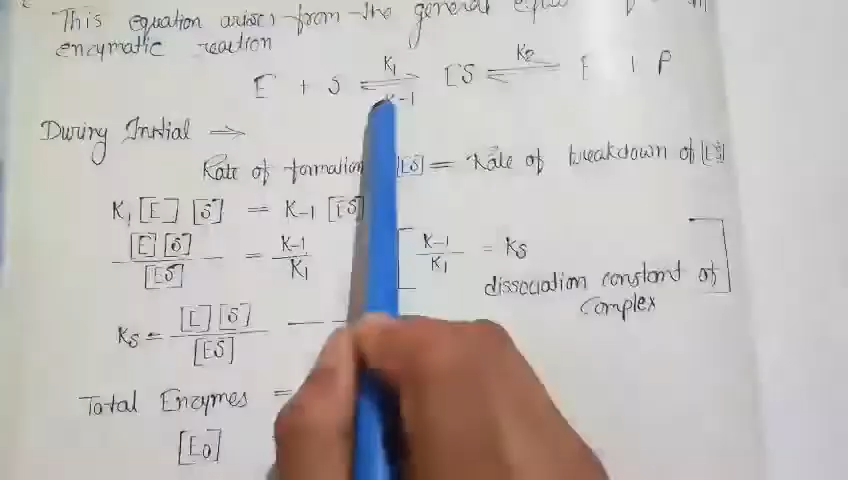 This equation arises from the general
enzymatic reaction
E + S ⇌ ES ⇌ E + P
K1 K-1 K2
During Initial ⇒
Rate of formation [ES] = Rate of breakdown of [ES]
K1 [E] [S] = K-1 [ES]
[E] [S] / [ES] = K-1 / K1 [ K-1 / K1 = KS
dissociation constant of
complex ]
KS = [E] [S] / [ES] —
Total Enzymes =
[E0]